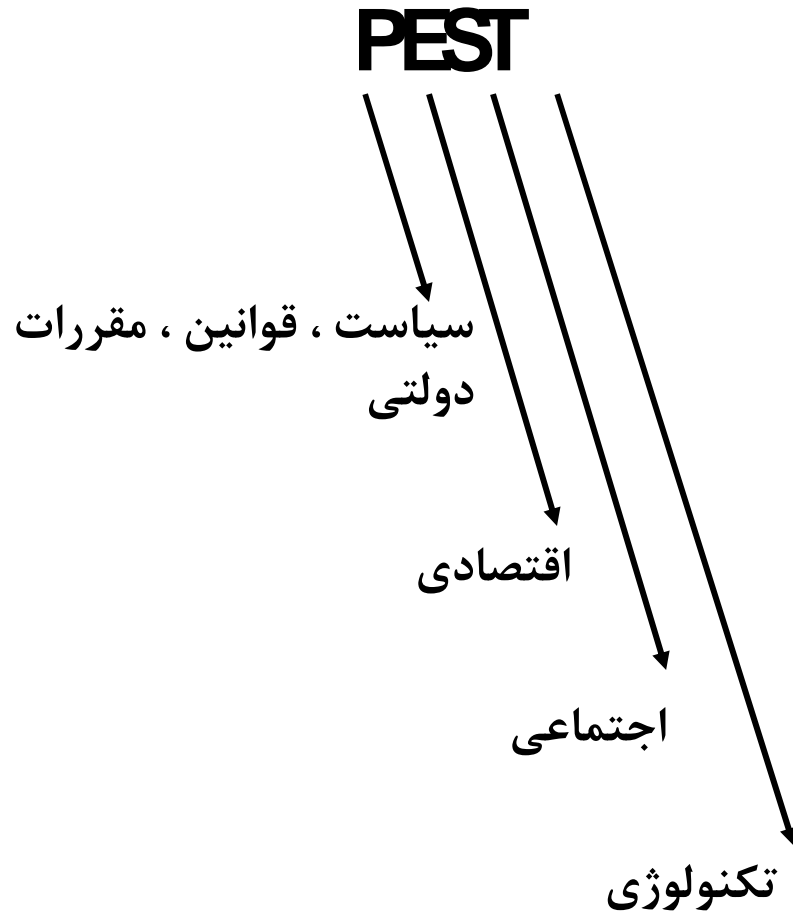 PEST
سیاست ، قوانین ، مقررات
دولتی
اقتصادی
اجتماعی
تکنولوژی